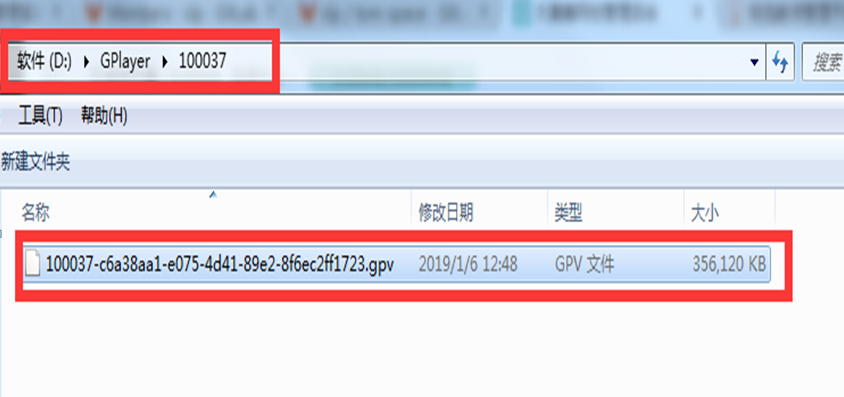 软件 (D:) ▸ GPlayer ▸ 100037
搜索
工具(T) 帮助(H)
新建文件夹
名称 修改日期 类型 大小
100037-c6a38aa1-e075-4d41-89e2-8f6ec2ff1723.gpv 2019/1/6 12:48 GPV 文件 356,120 KB